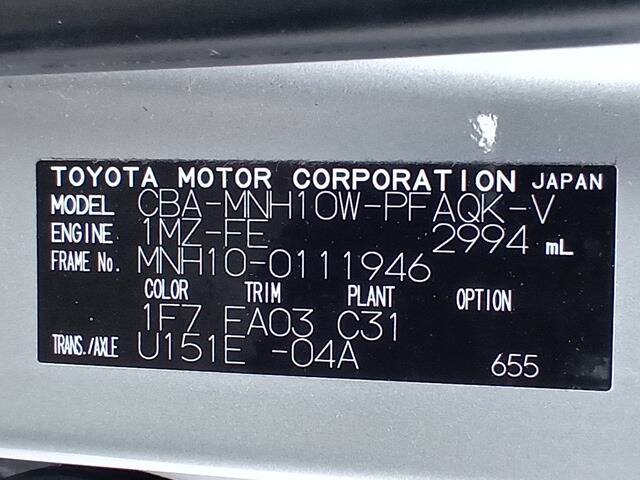 TOYOTA MOTOR CORPORATION JAPAN
MODEL CBA-MNH10W-PFAQK-V
ENGINE 1MZ-FE 2994 mL
FRAME No. MNH10-0111946
COLOR TRIM PLANT OPTION
1F7 FA03 C31
TRANS./AXLE U151E -04A
655